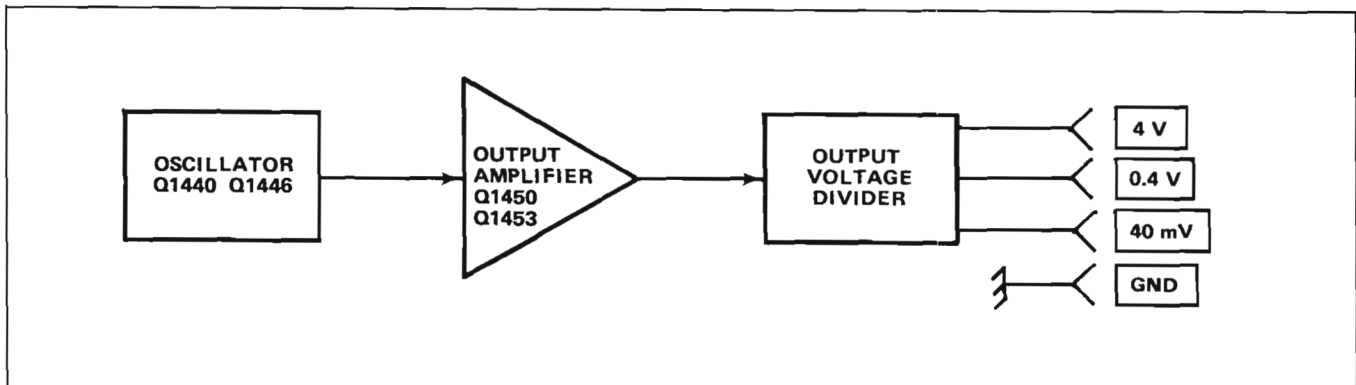 OSCILLATOR
Q1440 Q1446
OUTPUT
AMPLIFIER
Q1450
Q1453
OUTPUT
VOLTAGE
DIVIDER
4 V
0.4 V
40 mV
GND